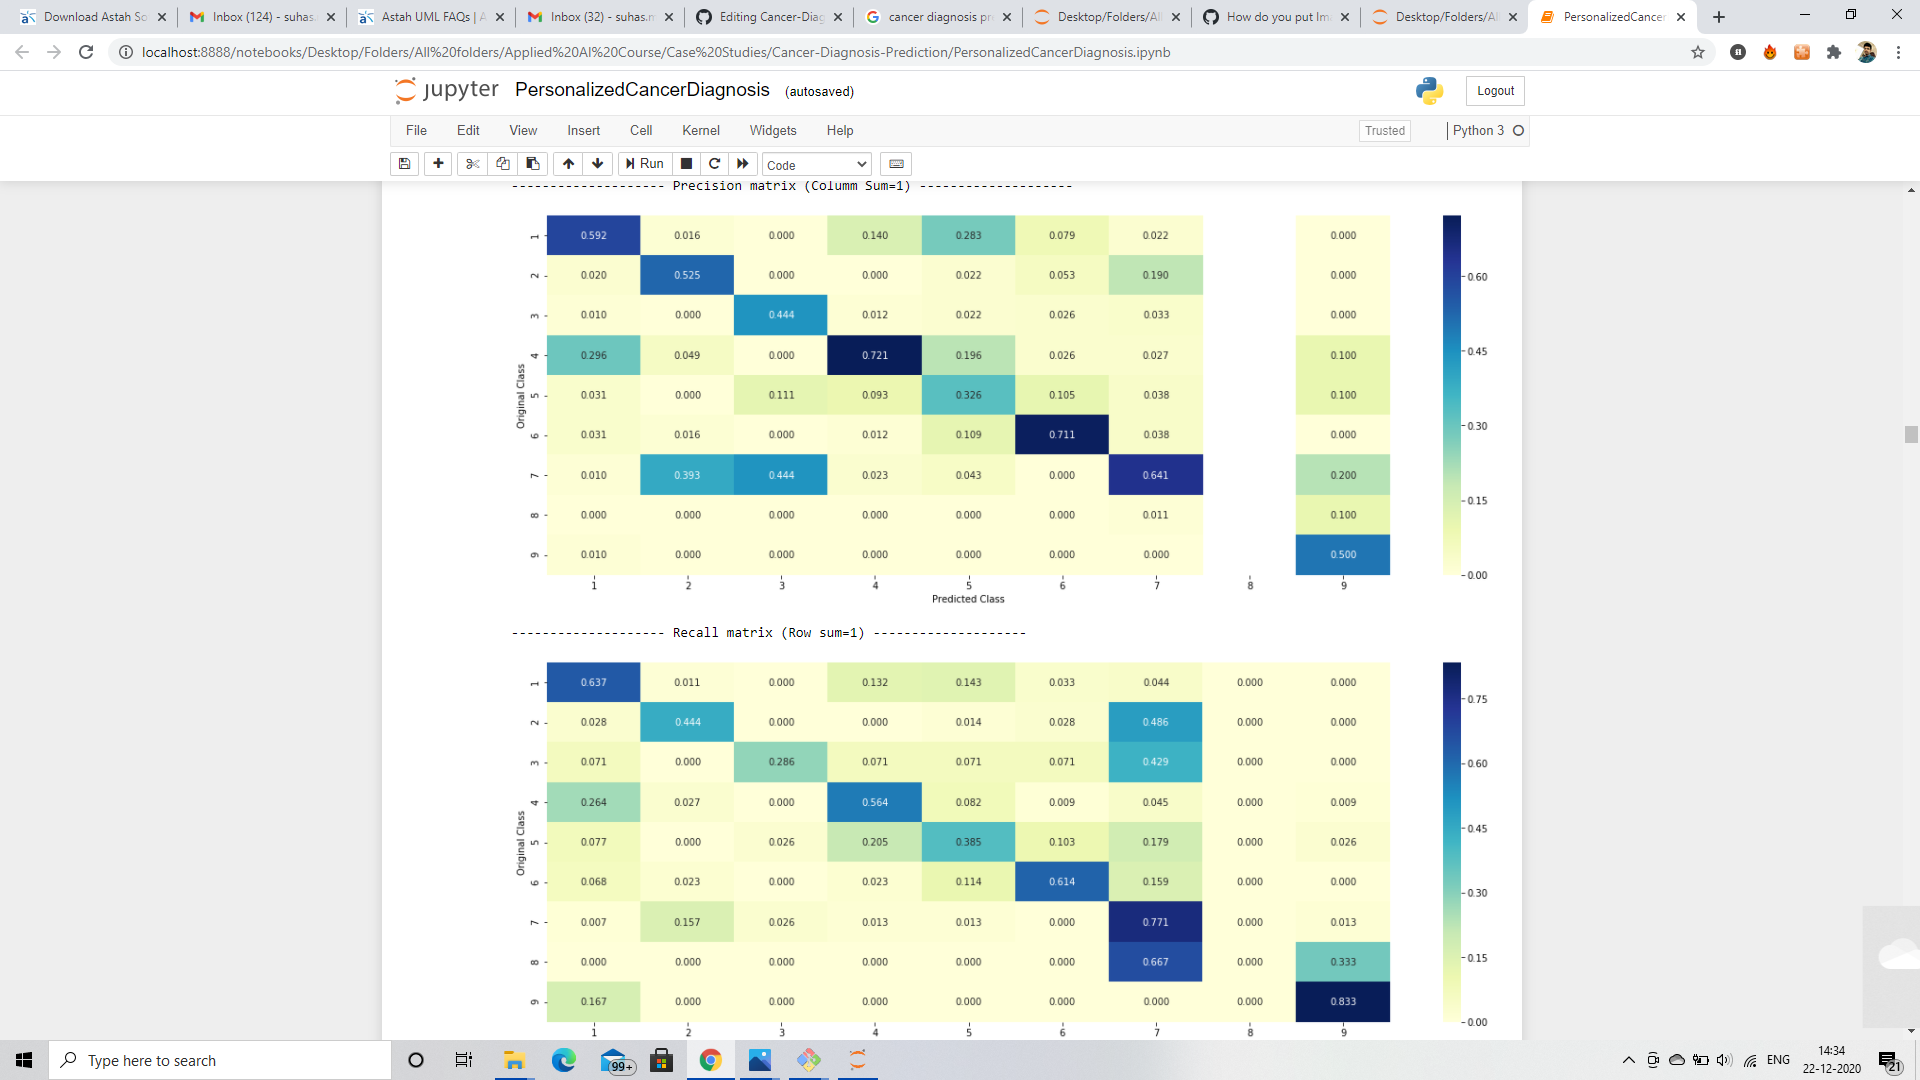 Download Astah So
Inbox (124) - suhas.
Astah UML FAQs | A
Inbox (32) - suhas.m
Editing Cancer-Diag
cancer diagnosis pr
Desktop/Folders/All
How do you put Im
Desktop/Folders/All
PersonalizedCancer
localhost:8888/notebooks/Desktop/Folders/All%20folders/Applied%20AI%20Course/Case%20Studies/Cancer-Diagnosis-Prediction/PersonalizedCancerDiagnosis.ipynb
jupyter PersonalizedCancerDiagnosis (autosaved) Logout
File Edit View Insert Cell Kernel Widgets Help Trusted Python 3
Run Code
-------------------- Precision matrix (Columm Sum=1) --------------------
1 0.592 0.016 0.000 0.140 0.283 0.079 0.022 0.000
2 0.020 0.525 0.000 0.000 0.022 0.053 0.190 0.000
3 0.010 0.000 0.444 0.012 0.022 0.026 0.033 0.000
4 0.296 0.049 0.000 0.721 0.196 0.026 0.027 0.100
5 0.031 0.000 0.111 0.093 0.326 0.105 0.038 0.100
6 0.031 0.016 0.000 0.012 0.109 0.711 0.038 0.000
7 0.010 0.393 0.444 0.023 0.043 0.000 0.641 0.200
8 0.000 0.000 0.000 0.000 0.000 0.000 0.011 0.100
9 0.010 0.000 0.000 0.000 0.000 0.000 0.000 0.500
1 2 3 4 5 6 7 8 9
Predicted Class
Original Class
0.60
0.45
0.30
0.15
0.00
-------------------- Recall matrix (Row sum=1) --------------------
1 0.637 0.011 0.000 0.132 0.143 0.033 0.044 0.000 0.000
2 0.028 0.444 0.000 0.000 0.014 0.028 0.486 0.000 0.000
3 0.071 0.000 0.286 0.071 0.071 0.071 0.429 0.000 0.000
4 0.264 0.027 0.000 0.564 0.082 0.009 0.045 0.000 0.009
5 0.077 0.000 0.026 0.205 0.385 0.103 0.179 0.000 0.026
6 0.068 0.023 0.000 0.023 0.114 0.614 0.159 0.000 0.000
7 0.007 0.157 0.026 0.013 0.013 0.000 0.771 0.000 0.013
8 0.000 0.000 0.000 0.000 0.000 0.000 0.667 0.000 0.333
9 0.167 0.000 0.000 0.000 0.000 0.000 0.000 0.000 0.833
1 2 3 4 5 6 7 8 9
Original Class
0.75
0.60
0.45
0.30
0.15
0.00
Type here to search
99+
ENG
14:34
22-12-2020
21